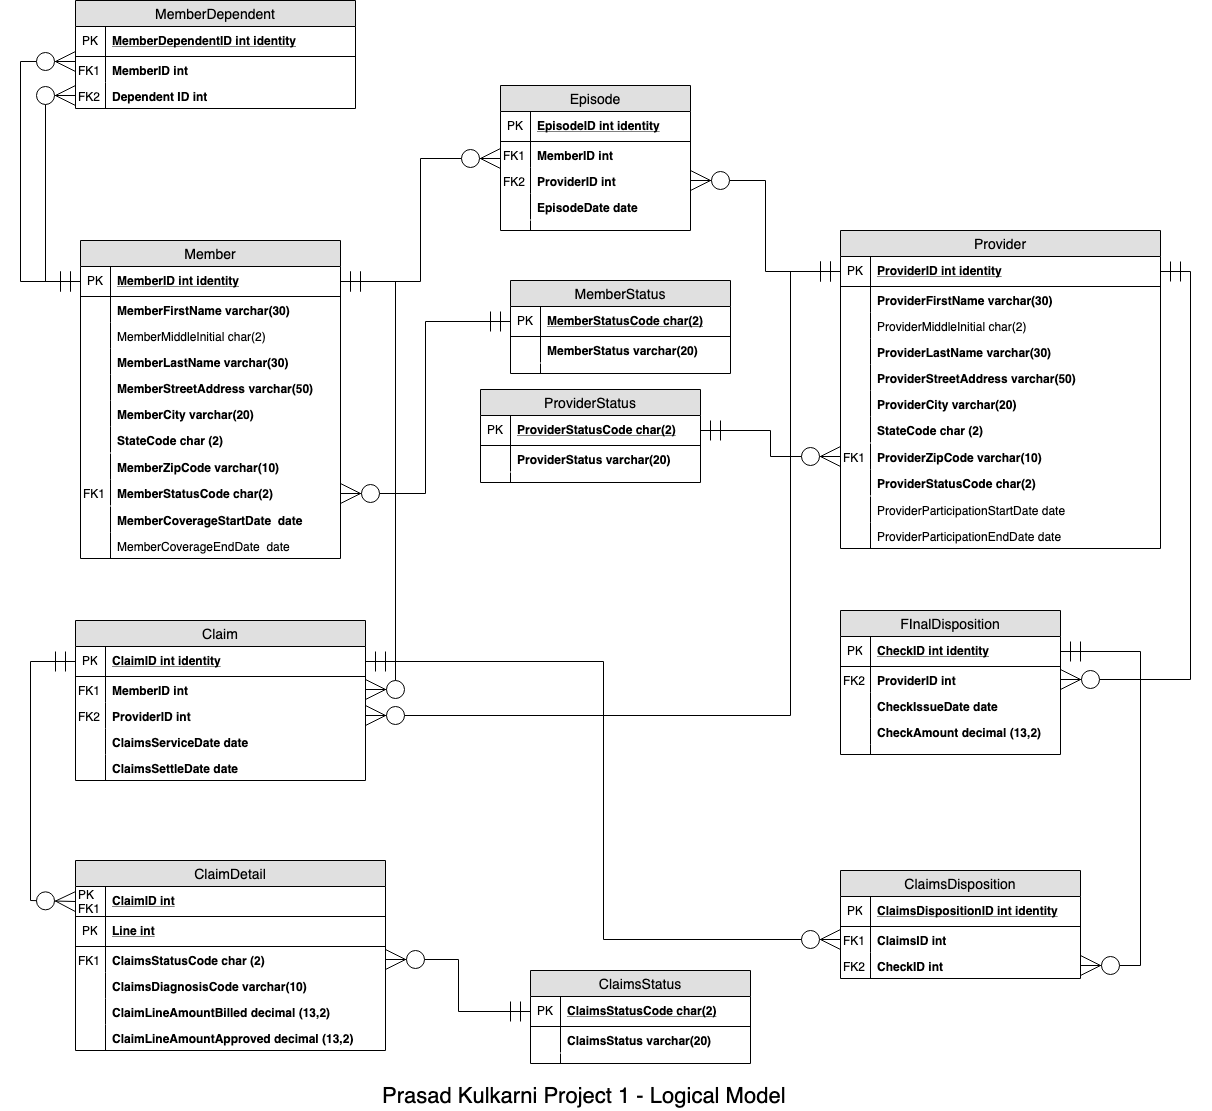 MemberDependent
PK MemberDependentID int identity
FK1 MemberID int
FK2 Dependent ID int
Episode
PK EpisodeID int identity
FK1 MemberID int
FK2 ProviderID int
EpisodeDate date
Member
PK MemberID int identity
MemberFirstName varchar(30)
MemberMiddleInitial char(2)
MemberLastName varchar(30)
MemberStreetAddress varchar(50)
MemberCity varchar(20)
StateCode char (2)
MemberZipCode varchar(10)
FK1 MemberStatusCode char(2)
MemberCoverageStartDate  date
MemberCoverageEndDate  date
MemberStatus
PK MemberStatusCode char(2)
MemberStatus varchar(20)
ProviderStatus
PK ProviderStatusCode char(2)
ProviderStatus varchar(20)
Provider
PK ProviderID int identity
ProviderFirstName varchar(30)
ProviderMiddleInitial char(2)
ProviderLastName varchar(30)
ProviderStreetAddress varchar(50)
ProviderCity varchar(20)
StateCode char (2)
FK1 ProviderZipCode varchar(10)
ProviderStatusCode char(2)
ProviderParticipationStartDate date
ProviderParticipationEndDate date
Claim
PK ClaimID int identity
FK1 MemberID int
FK2 ProviderID int
ClaimsServiceDate date
ClaimsSettleDate date
FInalDisposition
PK CheckID int identity
FK2 ProviderID int
CheckIssueDate date
CheckAmount decimal (13,2)
ClaimDetail
PK
FK1 ClaimID int
PK Line int
FK1 ClaimsStatusCode char (2)
ClaimsDiagnosisCode varchar(10)
ClaimLineAmountBilled decimal (13,2)
ClaimLineAmountApproved decimal (13,2)
ClaimsDisposition
PK ClaimsDispositionID int identity
FK1 ClaimsID int
FK2 CheckID int
ClaimsStatus
PK ClaimsStatusCode char(2)
ClaimsStatus varchar(20)
Prasad Kulkarni Project 1 - Logical Model